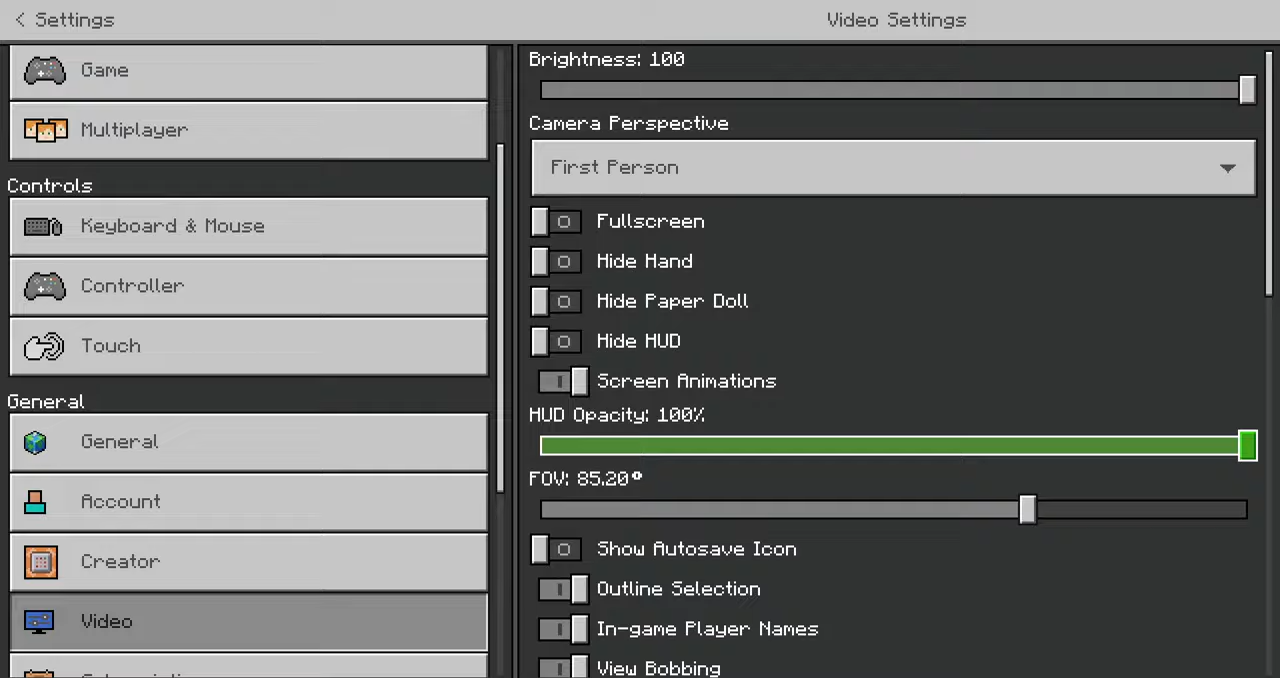 Settings
Video Settings
Game
Multiplayer
Controls
Keyboard & Mouse
Controller
Touch
General
General
Account
Creator
Video
Brightness: 100
Camera Perspective
First Person
Fullscreen
Hide Hand
Hide Paper Doll
Hide HUD
Screen Animations
HUD Opacity: 100%
FOV: 85.20°
Show Autosave Icon
Outline Selection
In-game Player Names
View Bobbing